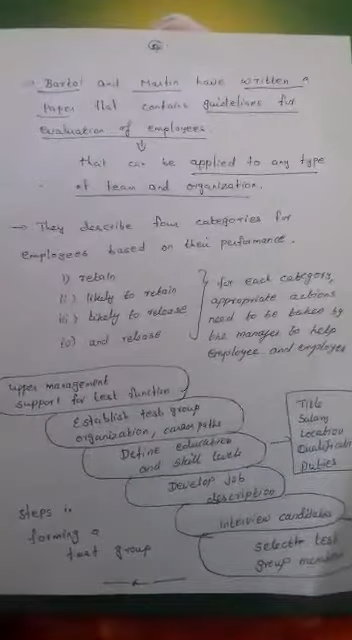 → Bartol and Martin have written a
paper that contains guidelines for
evaluation of employees
↓
that can be applied to any type
of team and organization.
→ They describe four categories for
employees based on their performance.
i) retain
ii) likely to retain
iii) likely to release
iv) and release
for each category,
appropriate actions
need to be taken by
the manager to help
employee and employer
upper management
support for test function
Establish test group
organization, career paths
Define education
and skill levels
Develop job
description
Interview candidates
select test
group member
Title
Salary
Location
Qualificatio
Duties
Steps in
forming a
test group